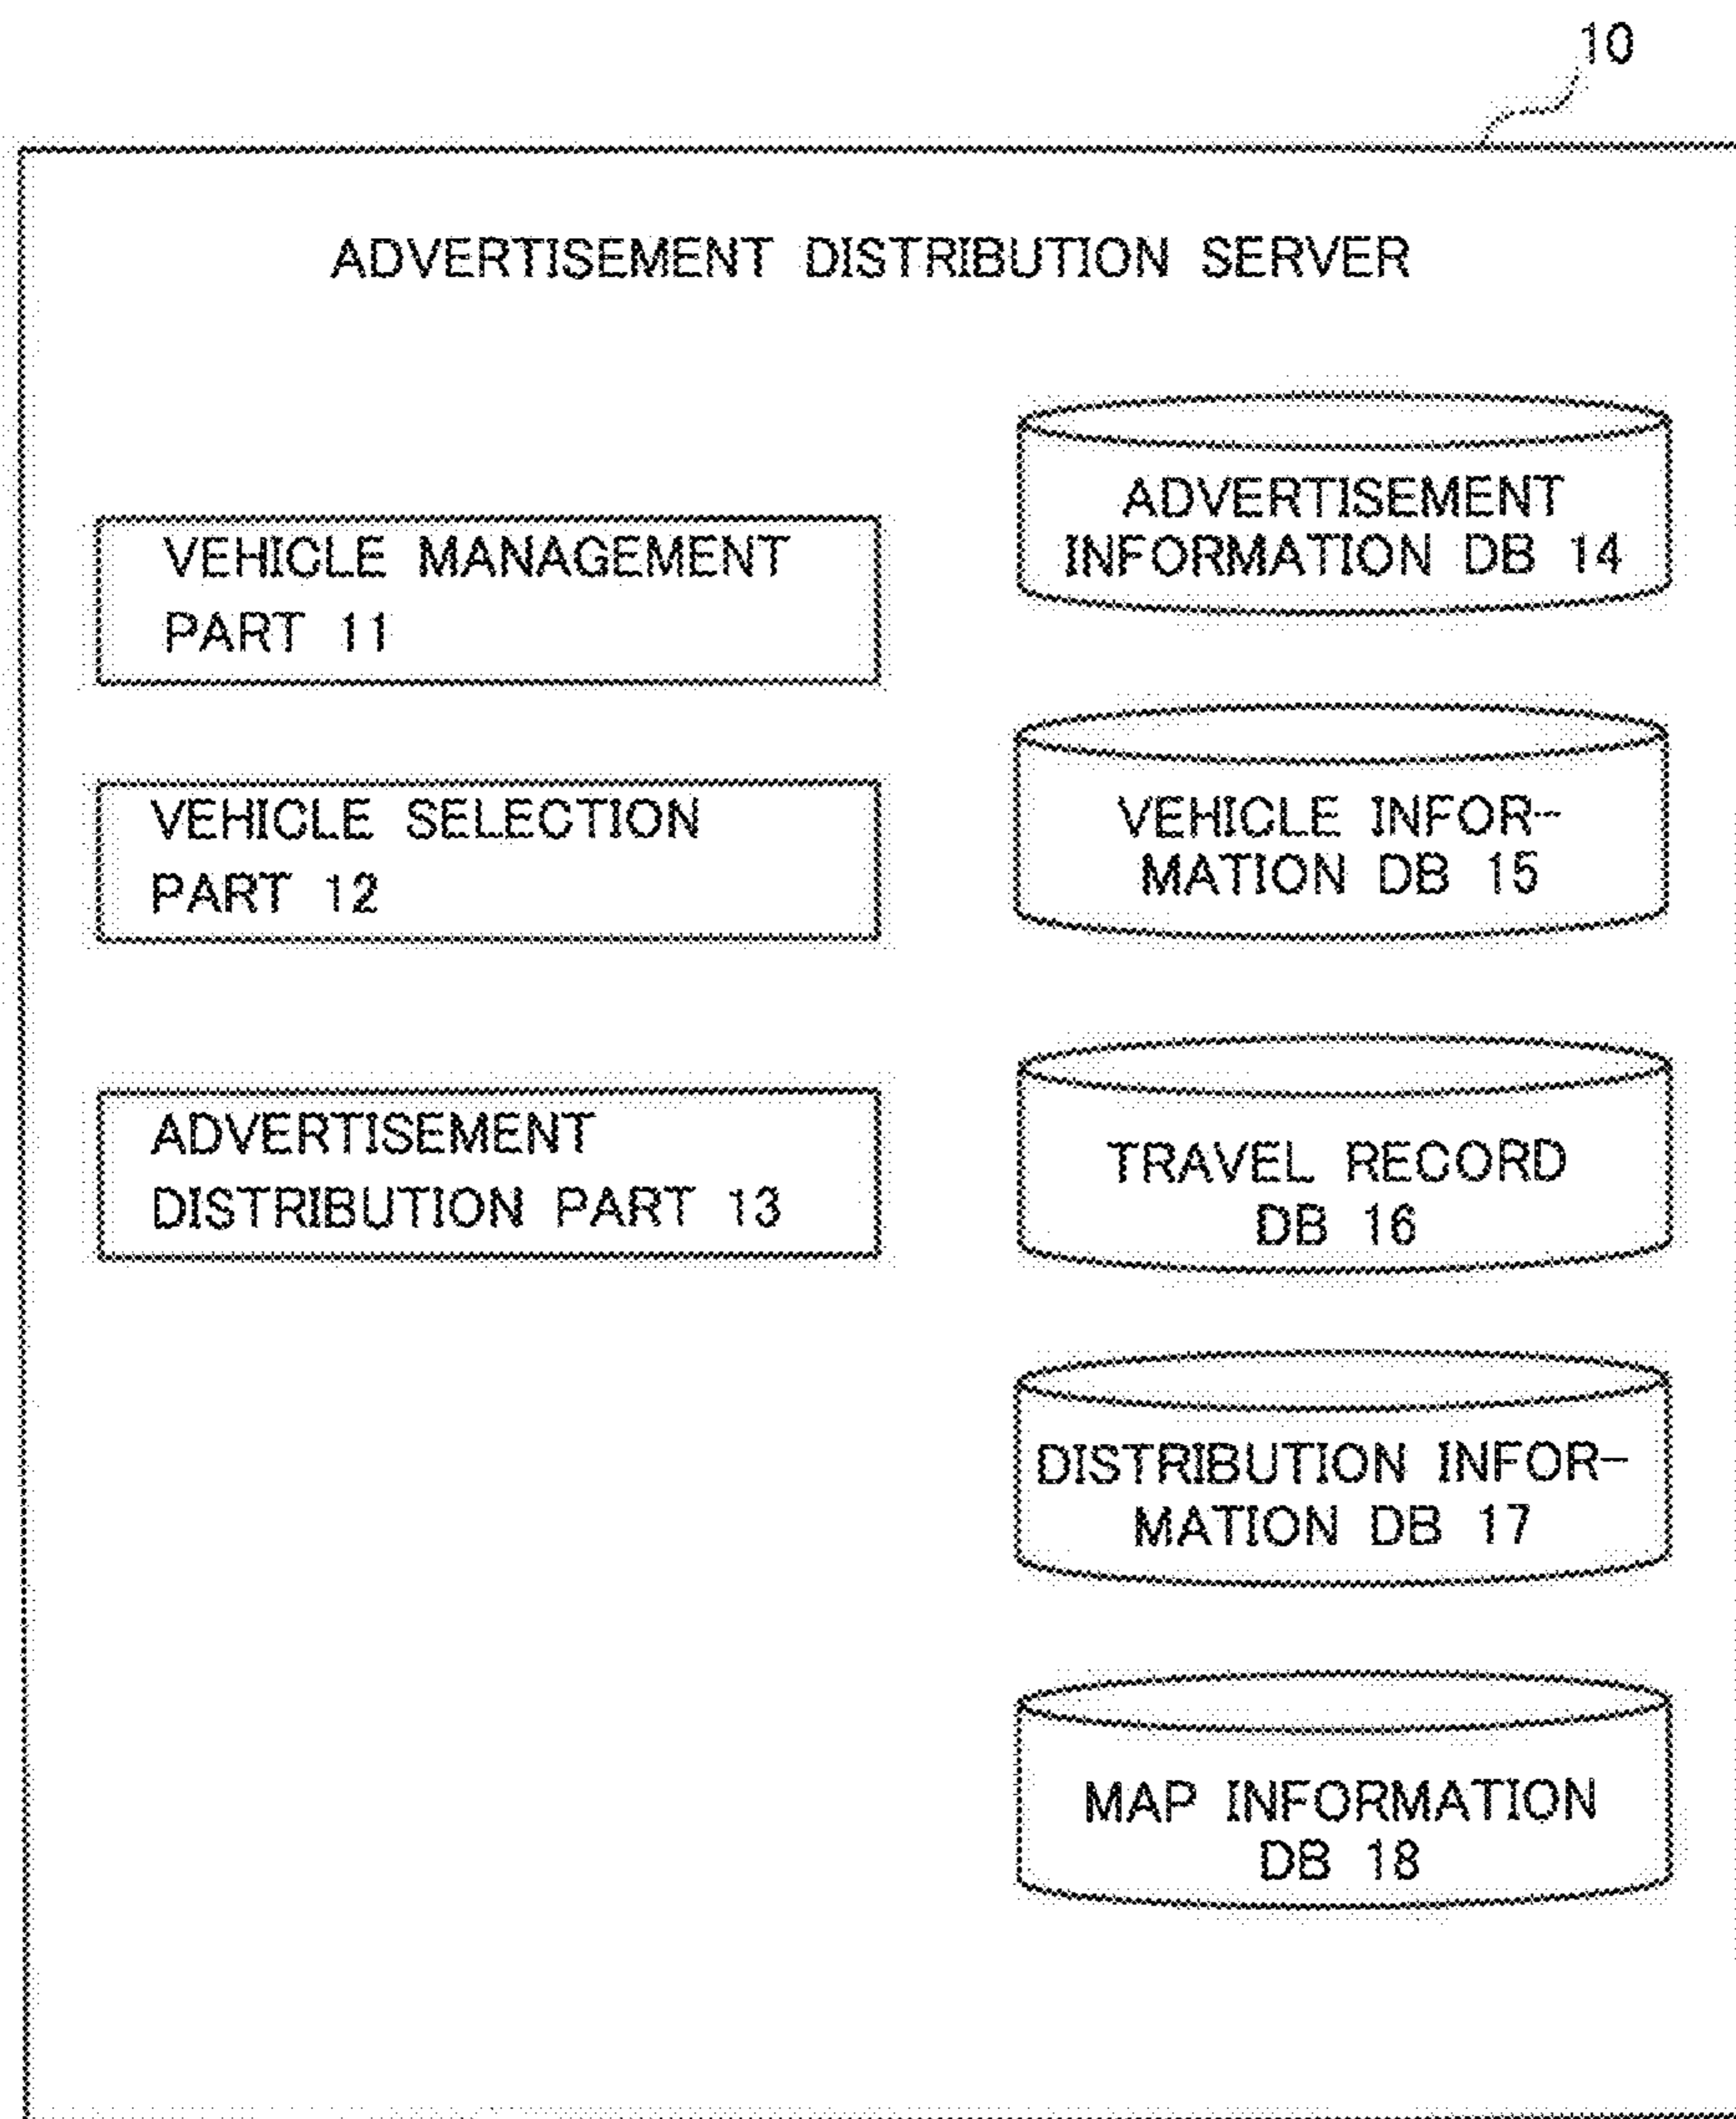 10
ADVERTISEMENT DISTRIBUTION SERVER
VEHICLE MANAGEMENT
PART 11
VEHICLE SELECTION
PART 12
ADVERTISEMENT
DISTRIBUTION PART 13
ADVERTISEMENT
INFORMATION DB 14
VEHICLE INFOR-
MATION DB 15
TRAVEL RECORD
DB 16
DISTRIBUTION INFOR-
MATION DB 17
MAP INFORMATION
DB 18